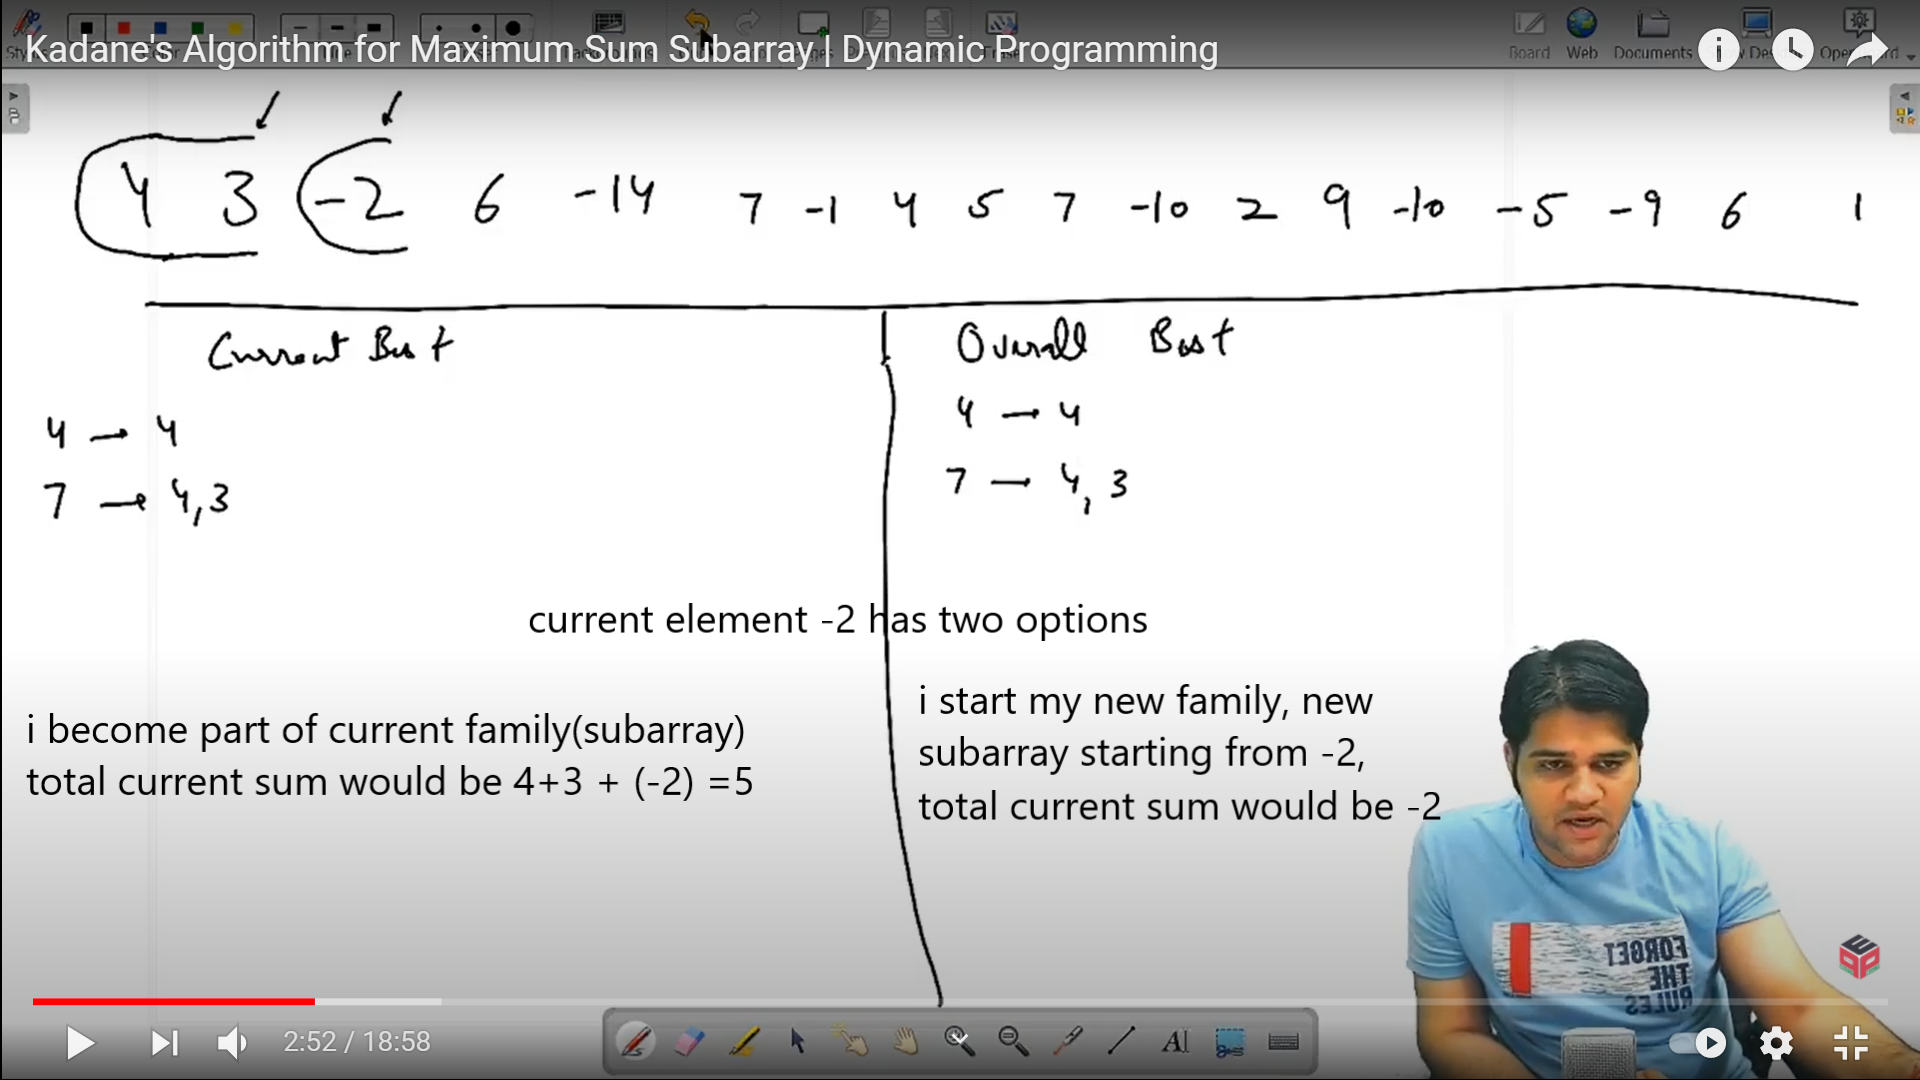 Kadane's Algorithm for Maximum Sum Subarray | Dynamic Programming
Board Web Documents
4 3 -2 6 -14 7 -1 4 5 7 -10 2 9 -10 -5 -9 6 1
Current Best
Overall Best
4 → 4
4 → 4
7 → 4,3
7 → 4, 3
current element -2 has two options
i become part of current family(subarray)
total current sum would be 4+3 + (-2) =5
i start my new family, new
subarray starting from -2,
total current sum would be -2
FORGET
THE
RULES
2:52 / 18:58